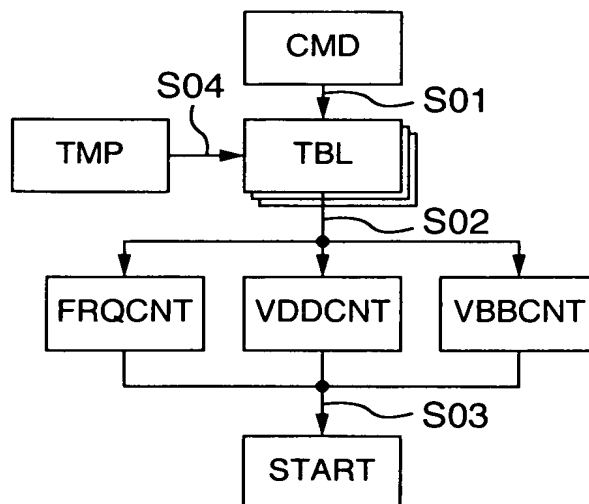 CMD
S01
S04
TMP
TBL
S02
FRQCNT
VDDCNT
VBBCNT
S03
START